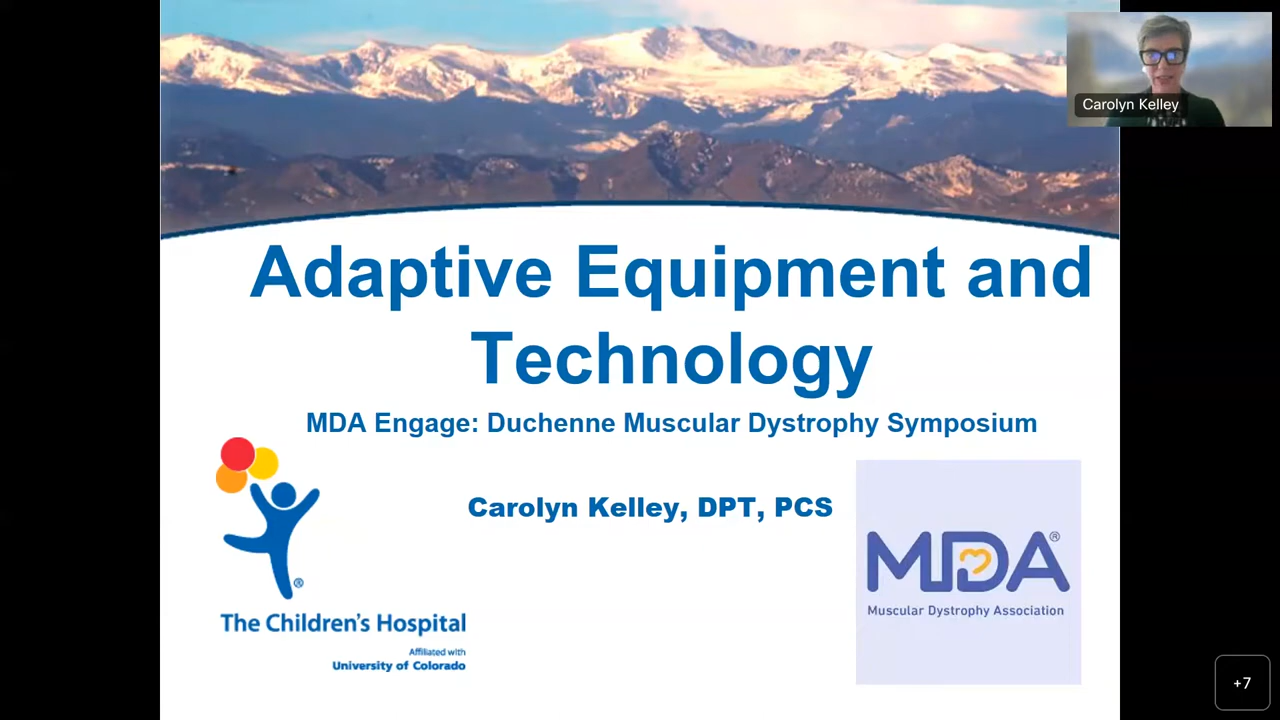 Carolyn Kelley
Adaptive Equipment and
Technology
MDA Engage: Duchenne Muscular Dystrophy Symposium
Carolyn Kelley, DPT, PCS
®
The Children's Hospital
Affiliated with
University of Colorado
MDA®
Muscular Dystrophy Association
+7